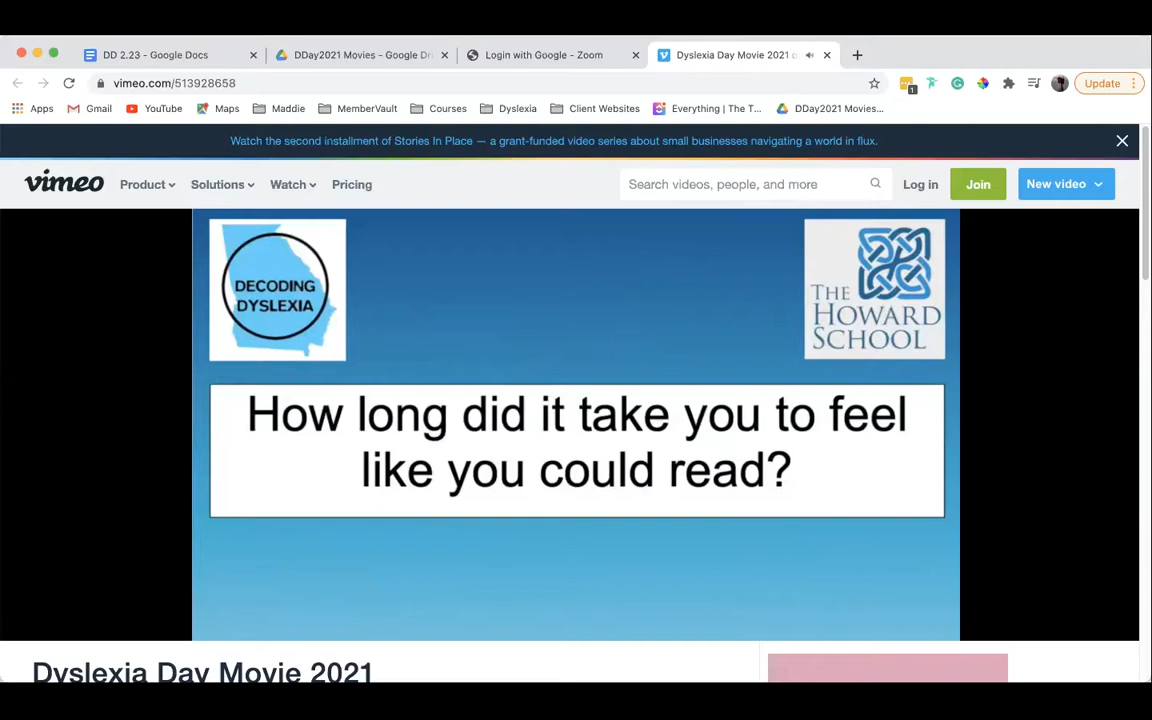 DD 2.23 - Google Docs
DDay2021 Movies - Google Dri
Login with Google - Zoom
Dyslexia Day Movie 2021 o
vimeo.com/513928658
1
Update
Apps
Gmail
YouTube
Maps
Maddie
MemberVault
Courses
Dyslexia
Client Websites
Everything | The T...
DDay2021 Movies...
Watch the second installment of Stories In Place — a grant-funded video series about small businesses navigating a world in flux.
vimeo
Product
Solutions
Watch
Pricing
Search videos, people, and more
Log in
Join
New video
DECODING
DYSLEXIA
THE
HOWARD
SCHOOL
How long did it take you to feel
like you could read?
Dyslexia Day Movie 2021